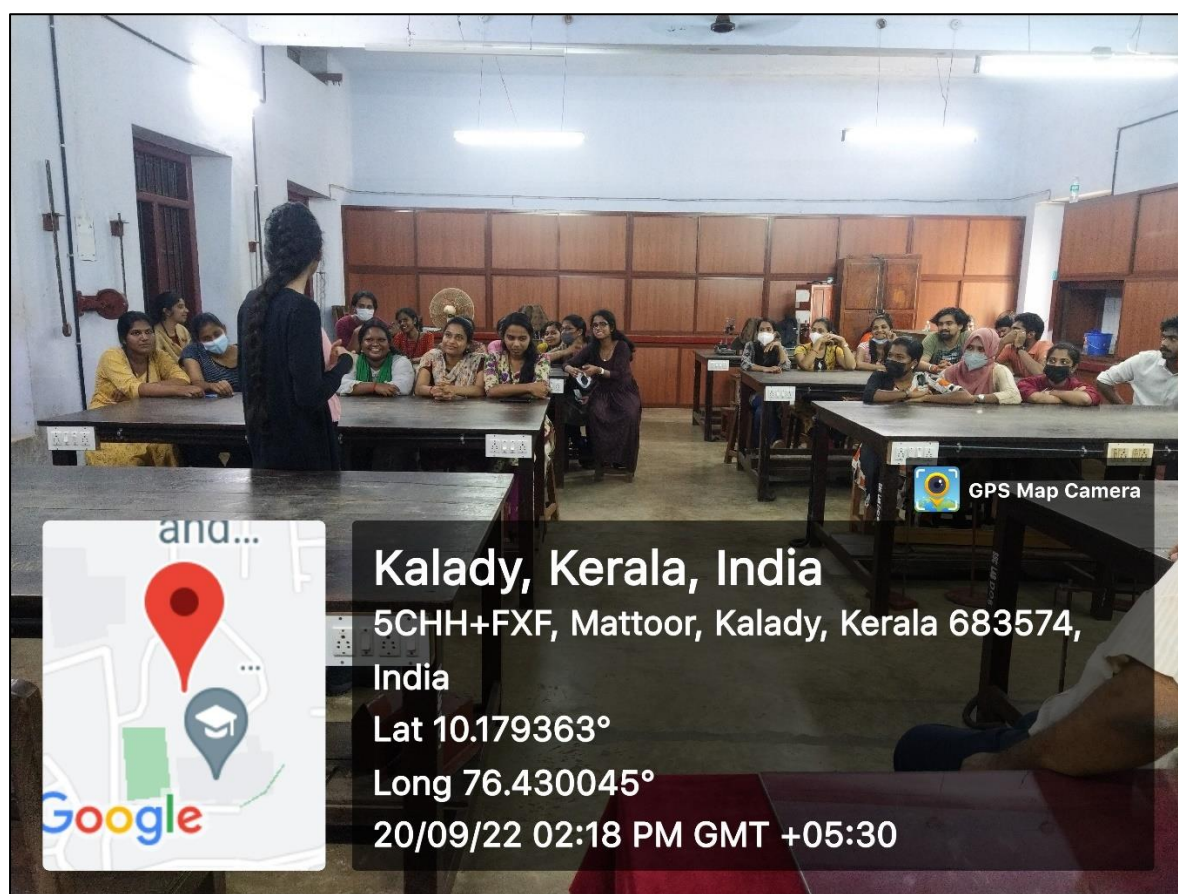 GPS Map Camera
and...
...
Google
Kalady, Kerala, India
5CHH+FXF, Mattoor, Kalady, Kerala 683574,
India
Lat 10.179363°
Long 76.430045°
20/09/22 02:18 PM GMT +05:30